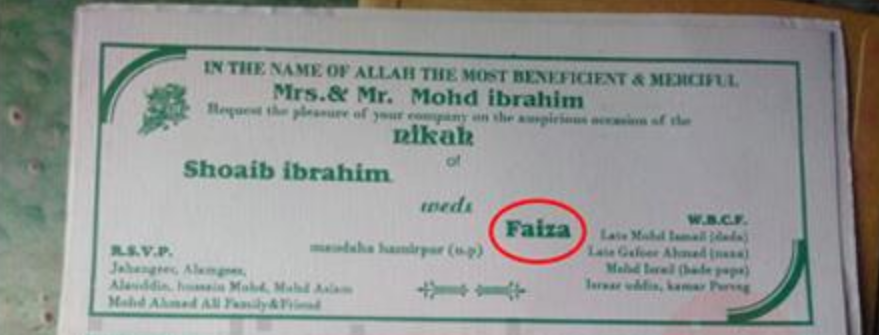 IN THE NAME OF ALLAH THE MOST BENEFICIENT & MERCIFUL
Mrs.& Mr. Mohd ibrahim
Request the pleasure of your company on the auspicious occasion of the
nikah
of
Shoaib ibrahim
weds
Faiza
maudaha hamirpur (u.p)
R.S.V.P.
Jahangeer, Alamgeer,
Alauddin, hussain Mohd, Mohd Aslam
Mohd Ahmed All Family&Friend
W.B.C.F.
Late Mohd Ismail (dada)
Late Gafoor Ahmad (nana)
Mohd Israil (bade papa)
Israr uddin, kamar Purveg